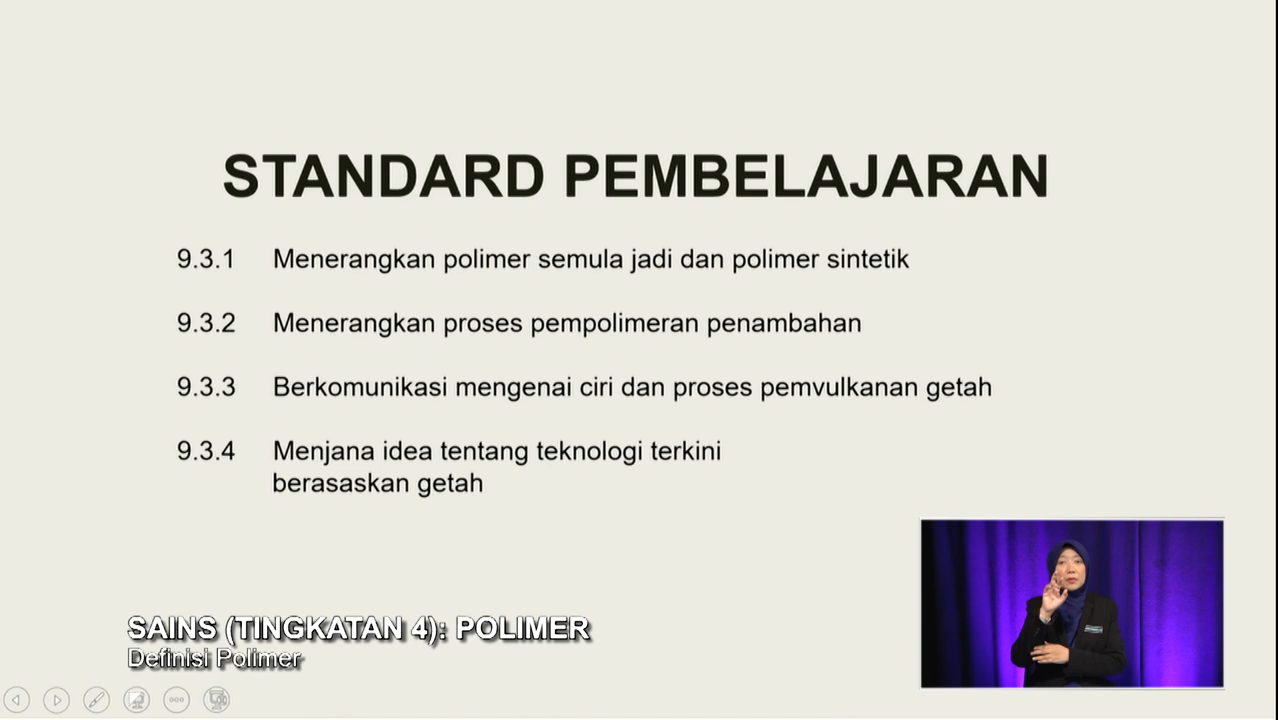 STANDARD PEMBELAJARAN
9.3.1 Menerangkan polimer semula jadi dan polimer sintetik
9.3.2 Menerangkan proses pempolimeran penambahan
9.3.3 Berkomunikasi mengenai ciri dan proses pemvulkanan getah
9.3.4 Menjana idea tentang teknologi terkini
berasaskan getah
SAINS (TINGKATAN 4): POLIMER
Definisi Polimer